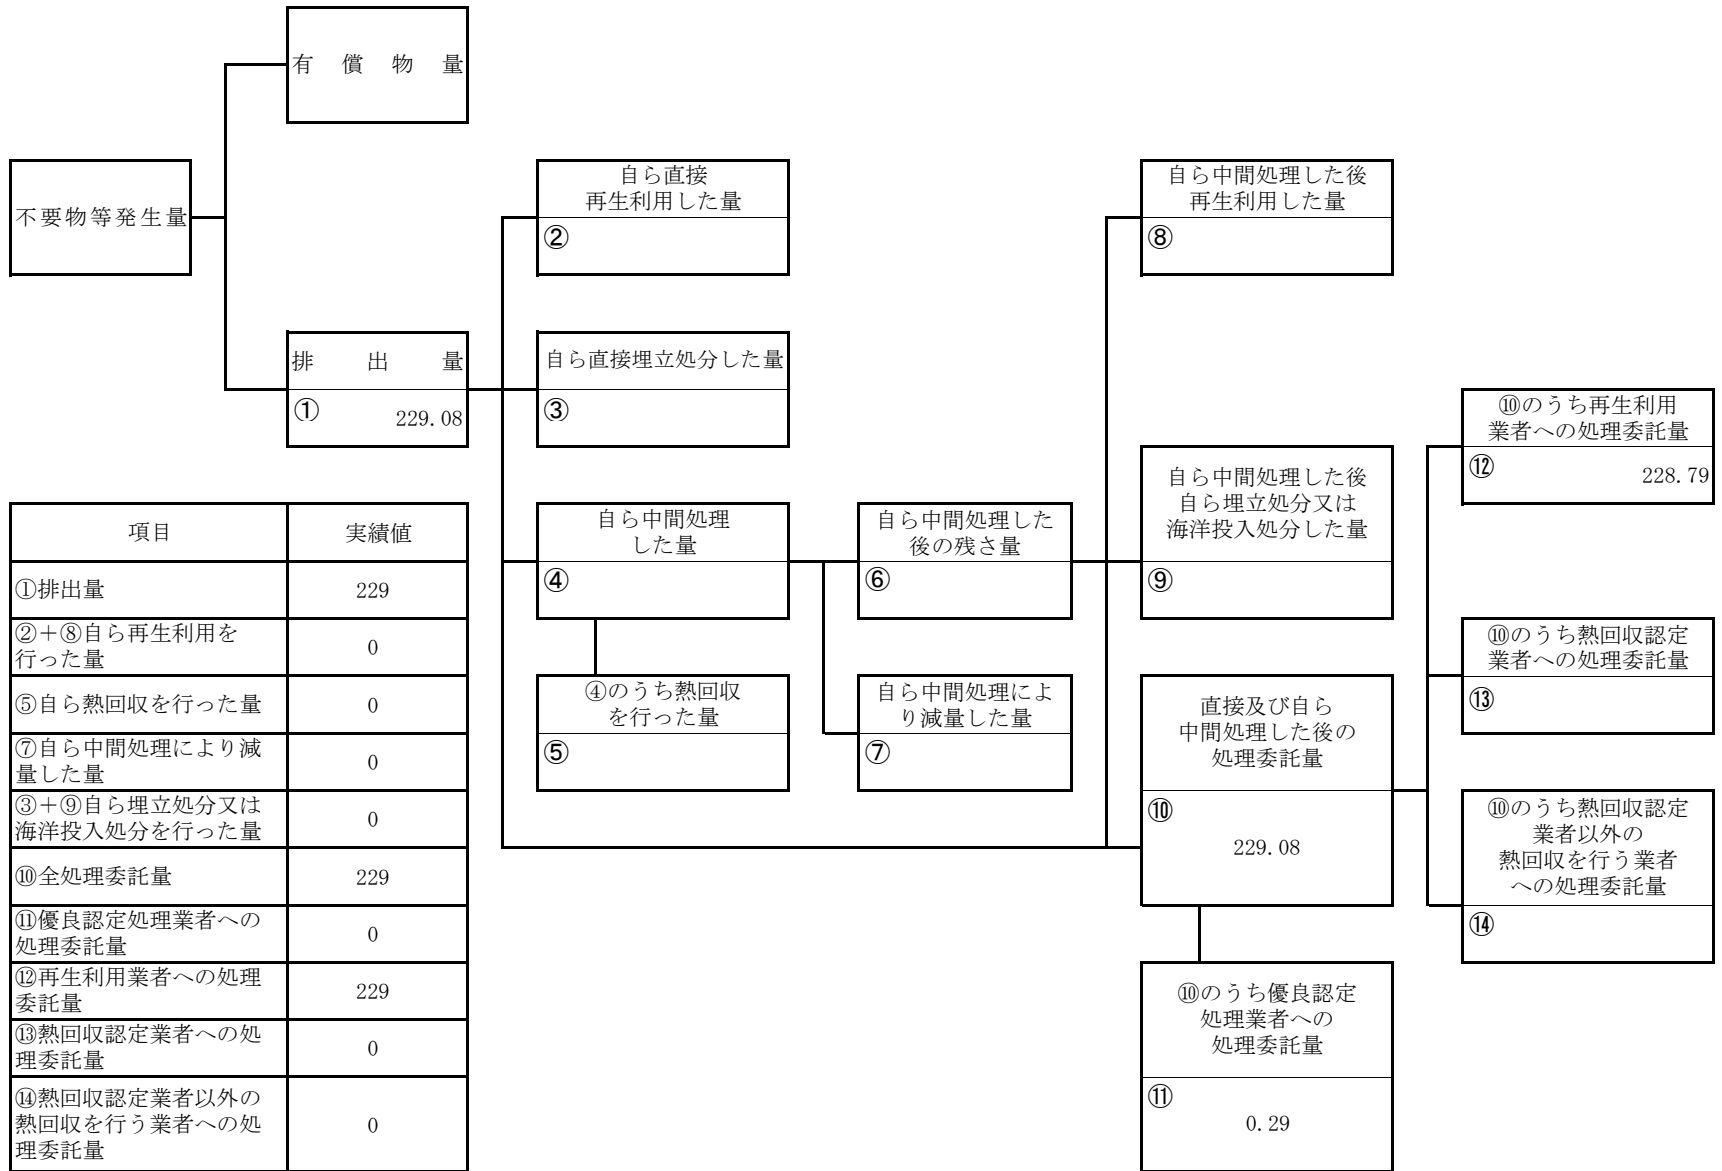 有償物量
不要物等発生量
排出量
①
229.08
自ら直接
再生利用した量
②
自ら直接埋立処分した量
③
自ら中間処理
した量
④
④のうち熱回収
を行った量
⑤
自ら中間処理した
後の残さ量
⑥
自ら中間処理によ
り減量した量
⑦
自ら中間処理した後
再生利用した量
⑧
自ら中間処理した後
自ら埋立処分又は
海洋投入処分した量
⑨
直接及び自ら
中間処理した後の
処理委託量
⑩
229.08
⑩のうち優良認定
処理業者への
処理委託量
⑪
0.29
⑩のうち再生利用
業者への処理委託量
⑫
228.79
⑩のうち熱回収認定
業者への処理委託量
⑬
⑩のうち熱回収認定
業者以外の
熱回収を行う業者
への処理委託量
⑭
項目 実績値
①排出量 229
②+⑧自ら再生利用を
行った量 0
⑤自ら熱回収を行った量 0
⑦自ら中間処理により減
量した量 0
③+⑨自ら埋立処分又は
海洋投入処分を行った量 0
⑩全処理委託量 229
⑪優良認定処理業者への
処理委託量 0
⑫再生利用業者への処理
委託量 229
⑬熱回収認定業者への処
理委託量 0
⑭熱回収認定業者以外の
熱回収を行う業者への処
理委託量 0